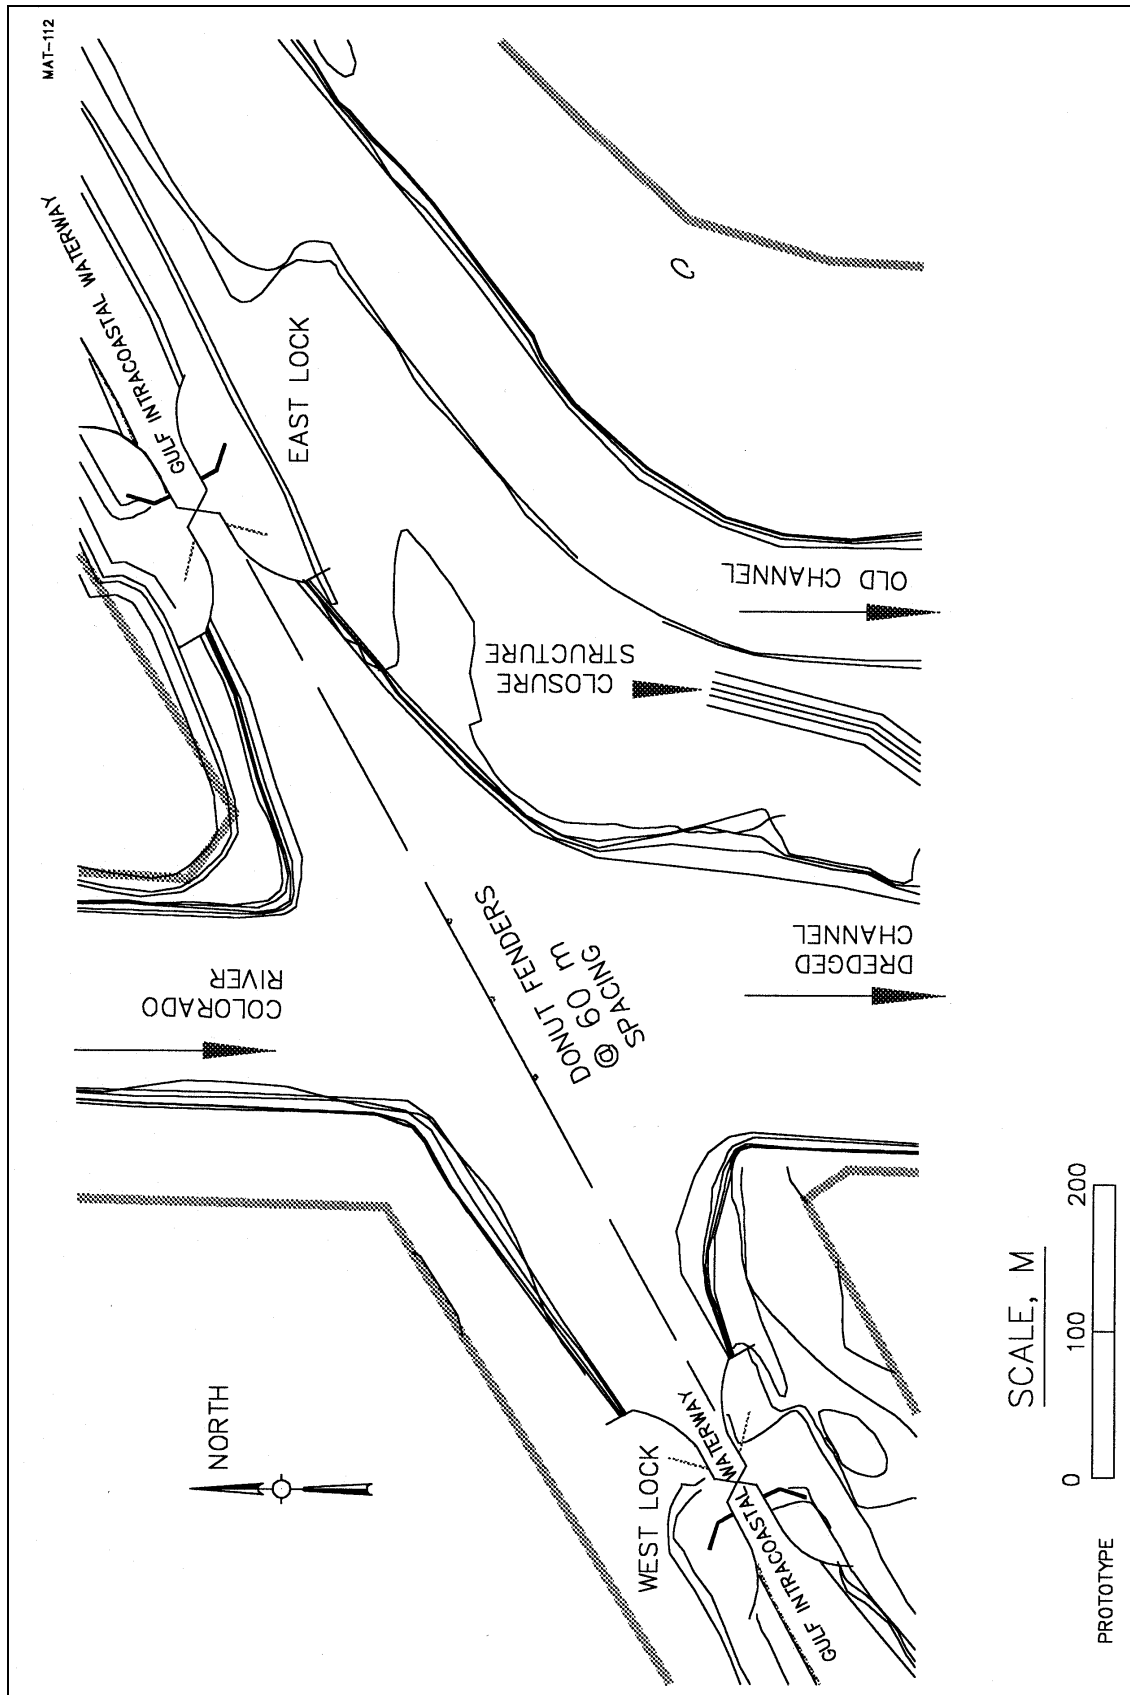 MAT-112
GULF INTRACOASTAL WATERWAY
EAST LOCK
OLD CHANNEL
CLOSURE
STRUCTURE
COLORADO
RIVER
DONUT FENDERS
@ 60 m
SPACING
DREDGED
CHANNEL
NORTH
WEST LOCK
GULF INTRACOASTAL WATERWAY
SCALE, M
0 100 200
PROTOTYPE